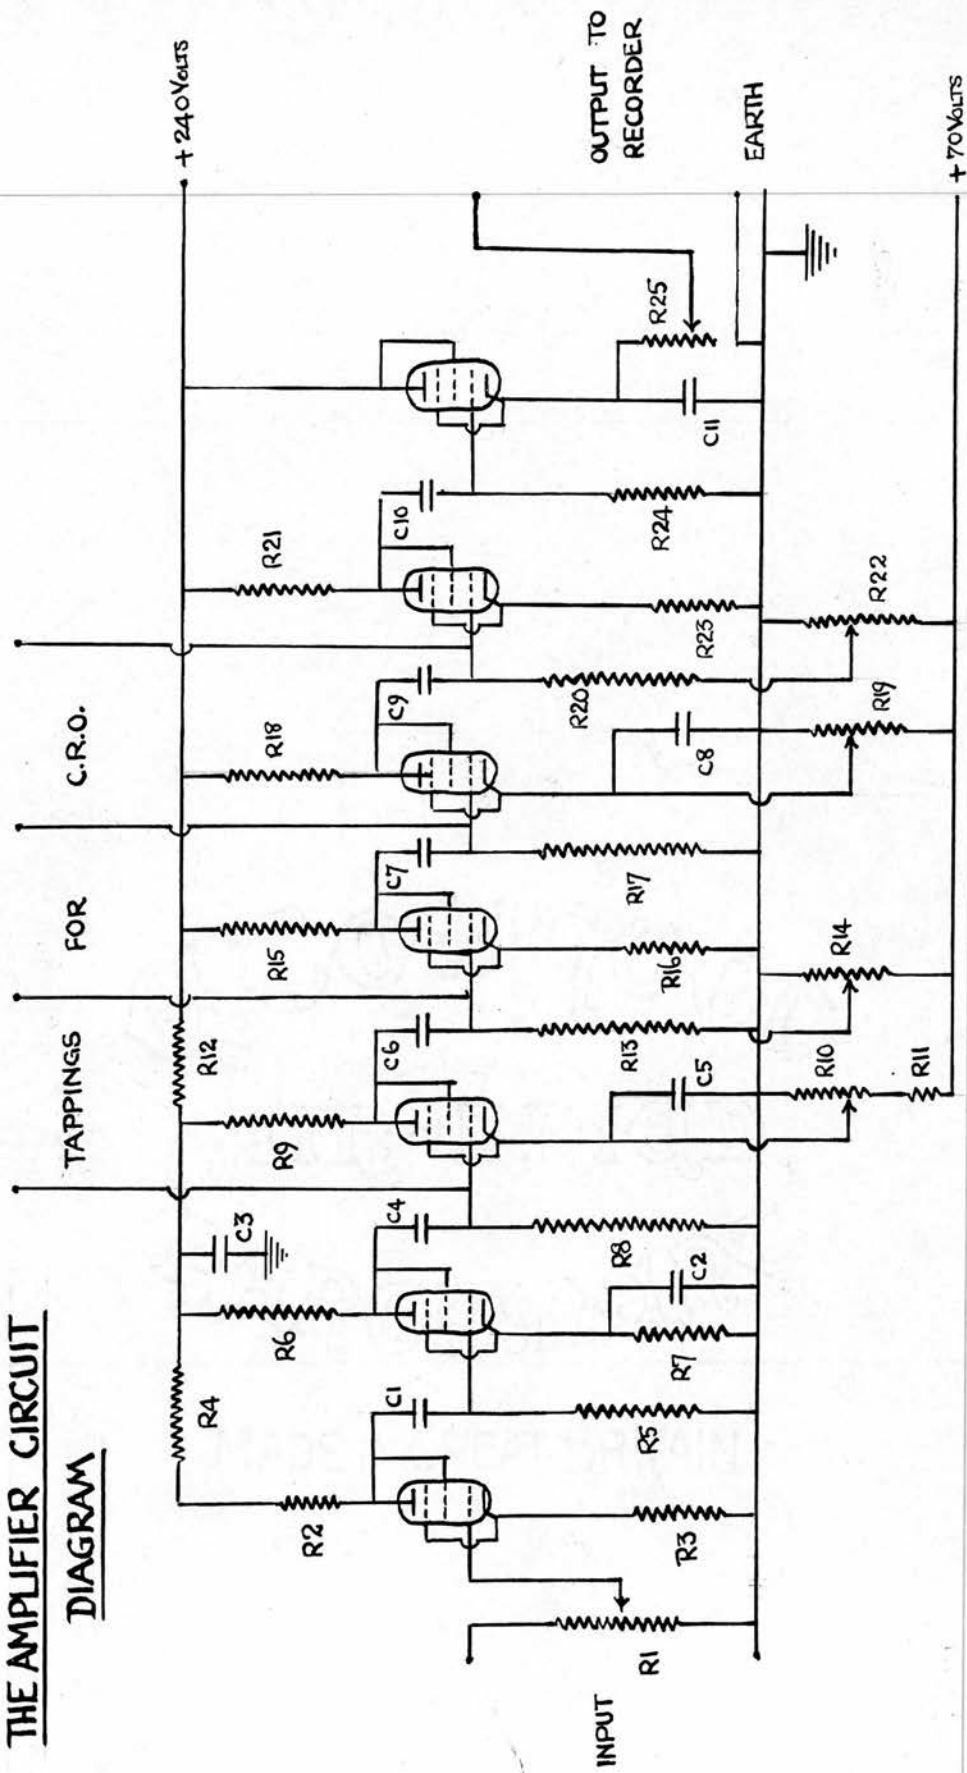 THE AMPLIFIER CIRCUIT
DIAGRAM
TAPPINGS FOR C.R.O.
+ 240 VOLTS
R4
C3
R12
R2
R6
R9
R15
R18
R21
C1
C4
C6
C7
C9
C10
OUTPUT TO
RECORDER
INPUT
R1
R3
R5
R7
C2
R8
C5
R13
R16
R17
C8
R20
R23
R24
C11
R25
EARTH
R10
R11
R14
R19
R22
+ 70 VOLTS